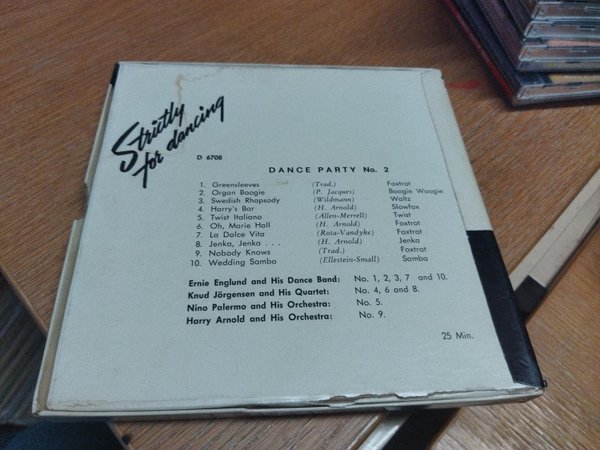 Strictly
for dancing
D 6708
DANCE PARTY No. 2
1. Greensleeves (Trad.) Foxtrot
2. Organ Boogie (P. Jacques) Boogie Woogie
3. Swedish Rhapsody (Wildmann) Waltz
4. Harry's Bar (H. Arnold) Slowfox
5. Twist Italiano (Allen-Merrell) Twist
6. Oh, Marie Hall (H. Arnold) Foxtrot
7. La Dolce Vita (Rota-Vandyke) Foxtrot
8. Jenka, Jenka . . . (H. Arnold) Jenka
9. Nobody Knows (Trad.) Foxtrot
10. Wedding Samba (Ellestein-Small) Samba
Ernie Englund and His Dance Band: No. 1, 2, 3, 7 and 10.
Knud Jörgensen and His Quartet: No. 4, 6 and 8.
Nino Palermo and His Orchestra: No. 5.
Harry Arnold and His Orchestra: No. 9.
25 Min.